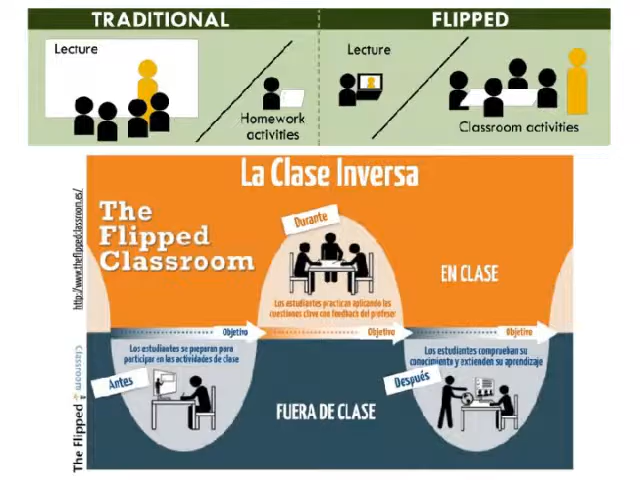 TRADITIONAL
FLIPPED
Lecture
Homework
activities
Lecture
Classroom activities
La Clase Inversa
The
Flipped
Classroom
http://www.theflippedclassroom.es/
Durante
EN CLASE
Los estudiantes practican aplicando los
cuestiones clave con feedback del profesor
Objetivo
Objetivo
Objetivo
Los estudiantes se preparan para
participar en las actividades de clase
Antes
FUERA DE CLASE
Los estudiantes comprueban su
conocimiento y extienden su aprendizaje
Después
The Flipped
Classroom